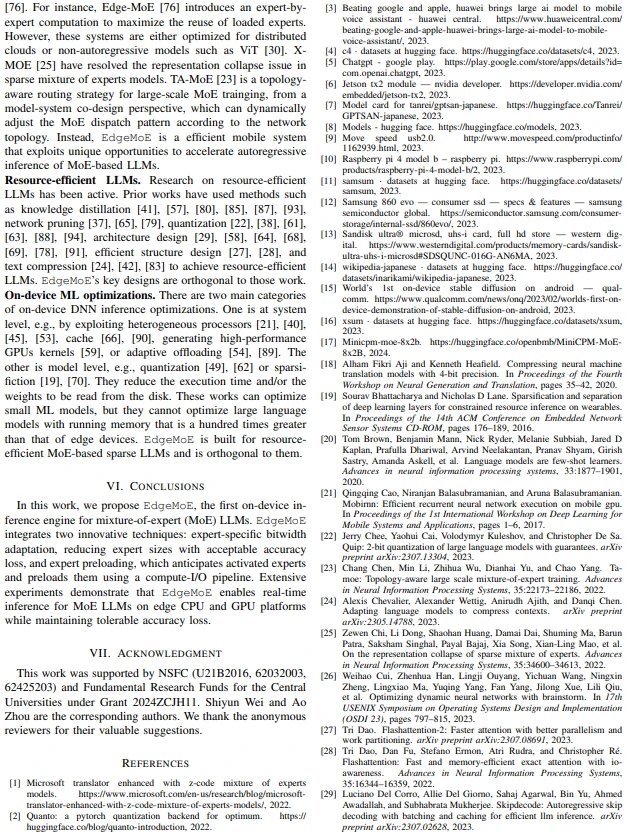 [76]. For instance, Edge-MoE [76] introduces an expert-by-
expert computation to maximize the reuse of loaded experts.
However, these systems are either optimized for distributed
clouds or non-autoregressive models such as ViT [30]. X-
MOE [25] have resolved the representation collapse issue in
sparse mixture of experts models. TA-MoE [23] is a topology-
aware routing strategy for large-scale MoE trainging, from a
model-system co-design perspective, which can dynamically
adjust the MoE dispatch pattern according to the network
topology. Instead, EdgeMoE is a efficient mobile system
that exploits unique opportunities to accelerate autoregressive
inference of MoE-based LLMs.
Resource-efficient LLMs. Research on resource-efficient
LLMs has been active. Prior works have used methods such
as knowledge distillation [41], [57], [80], [85], [87], [93],
network pruning [37], [65], [79], quantization [22], [38], [61],
[63], [88], [94], architecture design [29], [58], [64], [68],
[69], [78], [91], efficient structure design [27], [28], and
text compression [24], [42], [83] to achieve resource-efficient
LLMs. EdgeMoE's key designs are orthogonal to those work.
On-device ML optimizations. There are two main categories
of on-device DNN inference optimizations. One is at system
level, e.g., by exploiting heterogeneous processors [21], [40],
[45], [53], cache [66], [90], generating high-performance
GPUs kernels [59], or adaptive offloading [54], [89]. The
other is model level, e.g., quantization [49], [62] or sparsi-
fiction [19], [70]. They reduce the execution time and/or the
weights to be read from the disk. These works can optimize
small ML models, but they cannot optimize large language
models with running memory that is a hundred times greater
than that of edge devices. EdgeMoE is built for resource-
efficient MoE-based sparse LLMs and is orthogonal to them.
VI. CONCLUSIONS
In this work, we propose EdgeMoE, the first on-device in-
ference engine for mixture-of-expert (MoE) LLMs. EdgeMoE
integrates two innovative techniques: expert-specific bitwidth
adaptation, reducing expert sizes with acceptable accuracy
loss, and expert preloading, which anticipates activated experts
and preloads them using a compute-I/O pipeline. Extensive
experiments demonstrate that EdgeMoE enables real-time
inference for MoE LLMs on edge CPU and GPU platforms
while maintaining tolerable accuracy loss.
VII. ACKNOWLEDGMENT
This work was supported by NSFC (U21B2016, 62032003,
62425203) and Fundamental Research Funds for the Central
Universities under Grant 2024ZCJH11. Shiyun Wei and Ao
Zhou are the corresponding authors. We thank the anonymous
reviewers for their valuable suggestions.
REFERENCES
[1] Microsoft translator enhanced with z-code mixture of experts
models. https://www.microsoft.com/en-us/research/blog/microsoft-
translator-enhanced-with-z-code-mixture-of-experts-models/, 2022.
[2] Quanto: a pytorch quantization backend for optimum. https://
huggingface.co/blog/quanto-introduction, 2022.
[3] Beating google and apple, huawei brings large ai model to mobile
voice assistant - huawei central. https://www.huaweicentral.com/
beating-google-and-apple-huawei-brings-large-ai-model-to-mobile-
voice-assistant/, 2023.
[4] c4 · datasets at hugging face. https://huggingface.co/datasets/c4, 2023.
[5] Chatgpt - google play. https://play.google.com/store/apps/details?id=
com.openai.chatgpt, 2023.
[6] Jetson tx2 module — nvidia developer. https://developer.nvidia.com/
embedded/jetson-tx2, 2023.
[7] Model card for tanrei/gptsan-japanese. https://huggingface.co/Tanrei/
GPTSAN-japanese, 2023.
[8] Models - hugging face. https://huggingface.co/models, 2023.
[9] Move speed usb2.0. http://www.movespeed.com/productinfo/
1162939.html, 2023.
[10] Raspberry pi 4 model b – raspberry pi. https://www.raspberrypi.com/
products/raspberry-pi-4-model-b/2, 2023.
[11] samsum · datasets at hugging face. https://huggingface.co/datasets/
samsum, 2023.
[12] Samsung 860 evo — consumer ssd — specs & features — samsung
semiconductor global. https://semiconductor.samsung.com/consumer-
storage/internal-ssd/860evo/, 2023.
[13] Sandisk ultra® microsd, uhs-i card, full hd store — western dig-
ital. https://www.westerndigital.com/products/memory-cards/sandisk-
ultra-uhs-i-microsd#SDSQUNC-016G-AN6MA, 2023.
[14] wikipedia-japanese · datasets at hugging face. https://huggingface.co/
datasets/inarikami/wikipedia-japanese, 2023.
[15] World's 1st on-device stable diffusion on android — qual-
comm. https://www.qualcomm.com/news/onq/2023/02/worlds-first-on-
device-demonstration-of-stable-diffusion-on-android, 2023.
[16] xsum · datasets at hugging face. https://huggingface.co/datasets/xsum,
2023.
[17] Minicpm-moe-8x2b. https://huggingface.co/openbmb/MiniCPM-MoE-
8x2B, 2024.
[18] Alham Fikri Aji and Kenneth Heafield. Compressing neural machine
translation models with 4-bit precision. In Proceedings of the Fourth
Workshop on Neural Generation and Translation, pages 35–42, 2020.
[19] Sourav Bhattacharya and Nicholas D Lane. Sparsification and separation
of deep learning layers for constrained resource inference on wearables.
In Proceedings of the 14th ACM Conference on Embedded Network
Sensor Systems CD-ROM, pages 176–189, 2016.
[20] Tom Brown, Benjamin Mann, Nick Ryder, Melanie Subbiah, Jared D
Kaplan, Prafulla Dhariwal, Arvind Neelakantan, Pranav Shyam, Girish
Sastry, Amanda Askell, et al. Language models are few-shot learners.
Advances in neural information processing systems, 33:1877–1901,
2020.
[21] Qingqing Cao, Niranjan Balasubramanian, and Aruna Balasubramanian.
Mobirnn: Efficient recurrent neural network execution on mobile gpu.
In Proceedings of the 1st International Workshop on Deep Learning for
Mobile Systems and Applications, pages 1–6, 2017.
[22] Jerry Chee, Yaohui Cai, Volodymyr Kuleshov, and Christopher De Sa.
Quip: 2-bit quantization of large language models with guarantees. arXiv
preprint arXiv:2307.13304, 2023.
[23] Chang Chen, Min Li, Zhihua Wu, Dianhai Yu, and Chao Yang. Ta-
moe: Topology-aware large scale mixture-of-expert training. Advances
in Neural Information Processing Systems, 35:22173–22186, 2022.
[24] Alexis Chevalier, Alexander Wettig, Anirudh Ajith, and Danqi Chen.
Adapting language models to compress contexts. arXiv preprint
arXiv:2305.14788, 2023.
[25] Zewen Chi, Li Dong, Shaohan Huang, Damai Dai, Shuming Ma, Barun
Patra, Saksham Singhal, Payal Bajaj, Xia Song, Xian-Ling Mao, et al.
On the representation collapse of sparse mixture of experts. Advances
in Neural Information Processing Systems, 35:34600–34613, 2022.
[26] Weihao Cui, Zhenhua Han, Lingji Ouyang, Yichuan Wang, Ningxin
Zheng, Lingxiao Ma, Yuqing Yang, Fan Yang, Jilong Xue, Lili Qiu,
et al. Optimizing dynamic neural networks with brainstorm. In 17th
USENIX Symposium on Operating Systems Design and Implementation
(OSDI 23), pages 797–815, 2023.
[27] Tri Dao. Flashattention-2: Faster attention with better parallelism and
work partitioning. arXiv preprint arXiv:2307.08691, 2023.
[28] Tri Dao, Dan Fu, Stefano Ermon, Atri Rudra, and Christopher Ré.
Flashattention: Fast and memory-efficient exact attention with io-
awareness. Advances in Neural Information Processing Systems,
35:16344–16359, 2022.
[29] Luciano Del Corro, Allie Del Giorno, Sahaj Agarwal, Bin Yu, Ahmed
Awadallah, and Subhabrata Mukherjee. Skipdecode: Autoregressive skip
decoding with batching and caching for efficient llm inference. arXiv
preprint arXiv:2307.02628, 2023.